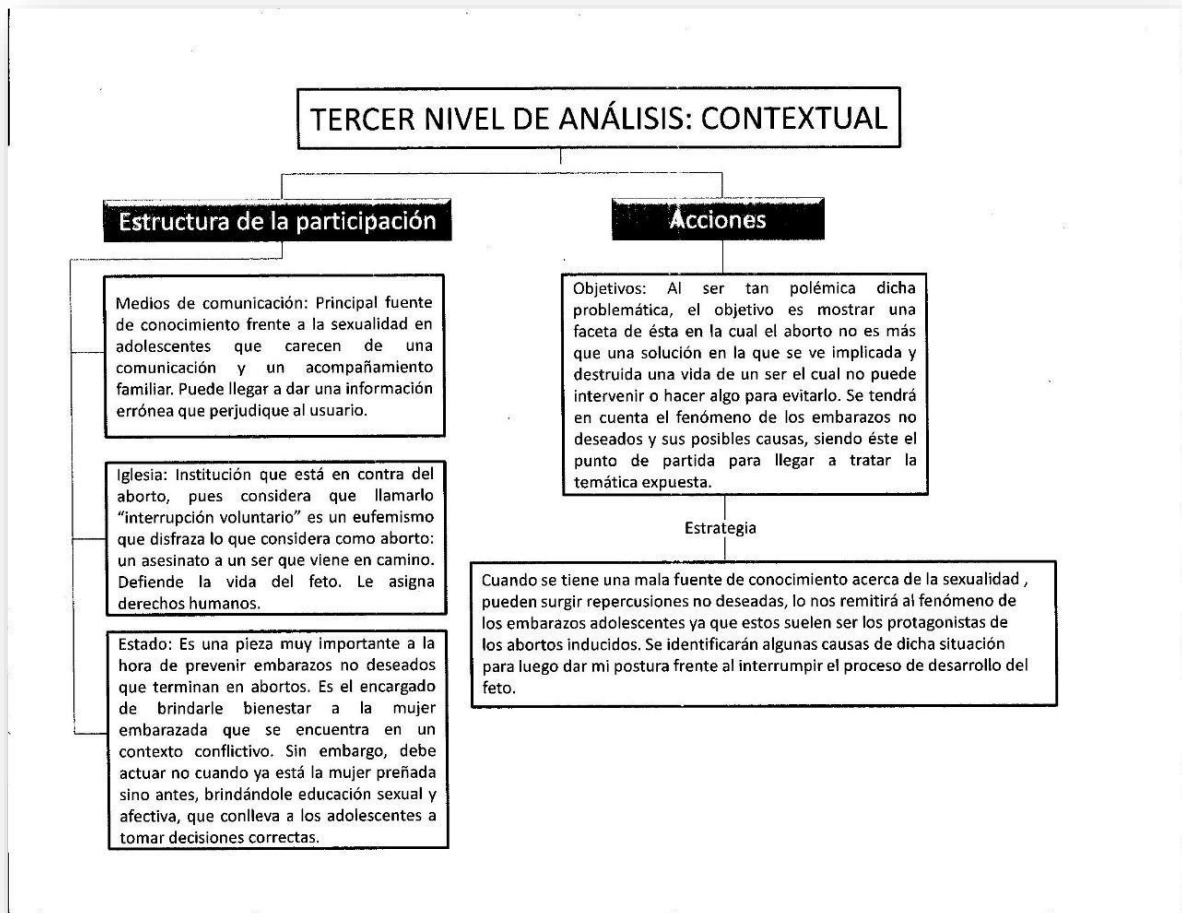 TERCER NIVEL DE ANÁLISIS: CONTEXTUAL
Estructura de la participación
Medios de comunicación: Principal fuente
de conocimiento frente a la sexualidad en
adolescentes que carecen de una
comunicación y un acompañamiento
familiar. Puede llegar a dar una información
errónea que perjudique al usuario.
Iglesia: Institución que está en contra del
aborto, pues considera que llamarlo
“interrupción voluntario” es un eufemismo
que disfraza lo que considera como aborto:
un asesinato a un ser que viene en camino.
Defiende la vida del feto. Le asigna
derechos humanos.
Estado: Es una pieza muy importante a la
hora de prevenir embarazos no deseados
que terminan en abortos. Es el encargado
de brindarle bienestar a la mujer
embarazada que se encuentra en un
contexto conflictivo. Sin embargo, debe
actuar no cuando ya está la mujer preñada
sino antes, brindándole educación sexual y
afectiva, que conlleva a los adolescentes a
tomar decisiones correctas.
Acciones
Objetivos: Al ser tan polémica dicha
problemática, el objetivo es mostrar una
faceta de ésta en la cual el aborto no es más
que una solución en la que se ve implicada y
destruida una vida de un ser el cual no puede
intervenir o hacer algo para evitarlo. Se tendrá
en cuenta el fenómeno de los embarazos no
deseados y sus posibles causas, siendo éste el
punto de partida para llegar a tratar la
temática expuesta.
Estrategia
Cuando se tiene una mala fuente de conocimiento acerca de la sexualidad ,
pueden surgir repercusiones no deseadas, lo nos remitirá al fenómeno de
los embarazos adolescentes ya que estos suelen ser los protagonistas de
los abortos inducidos. Se identificarán algunas causas de dicha situación
para luego dar mi postura frente al interrumpir el proceso de desarrollo del
feto.